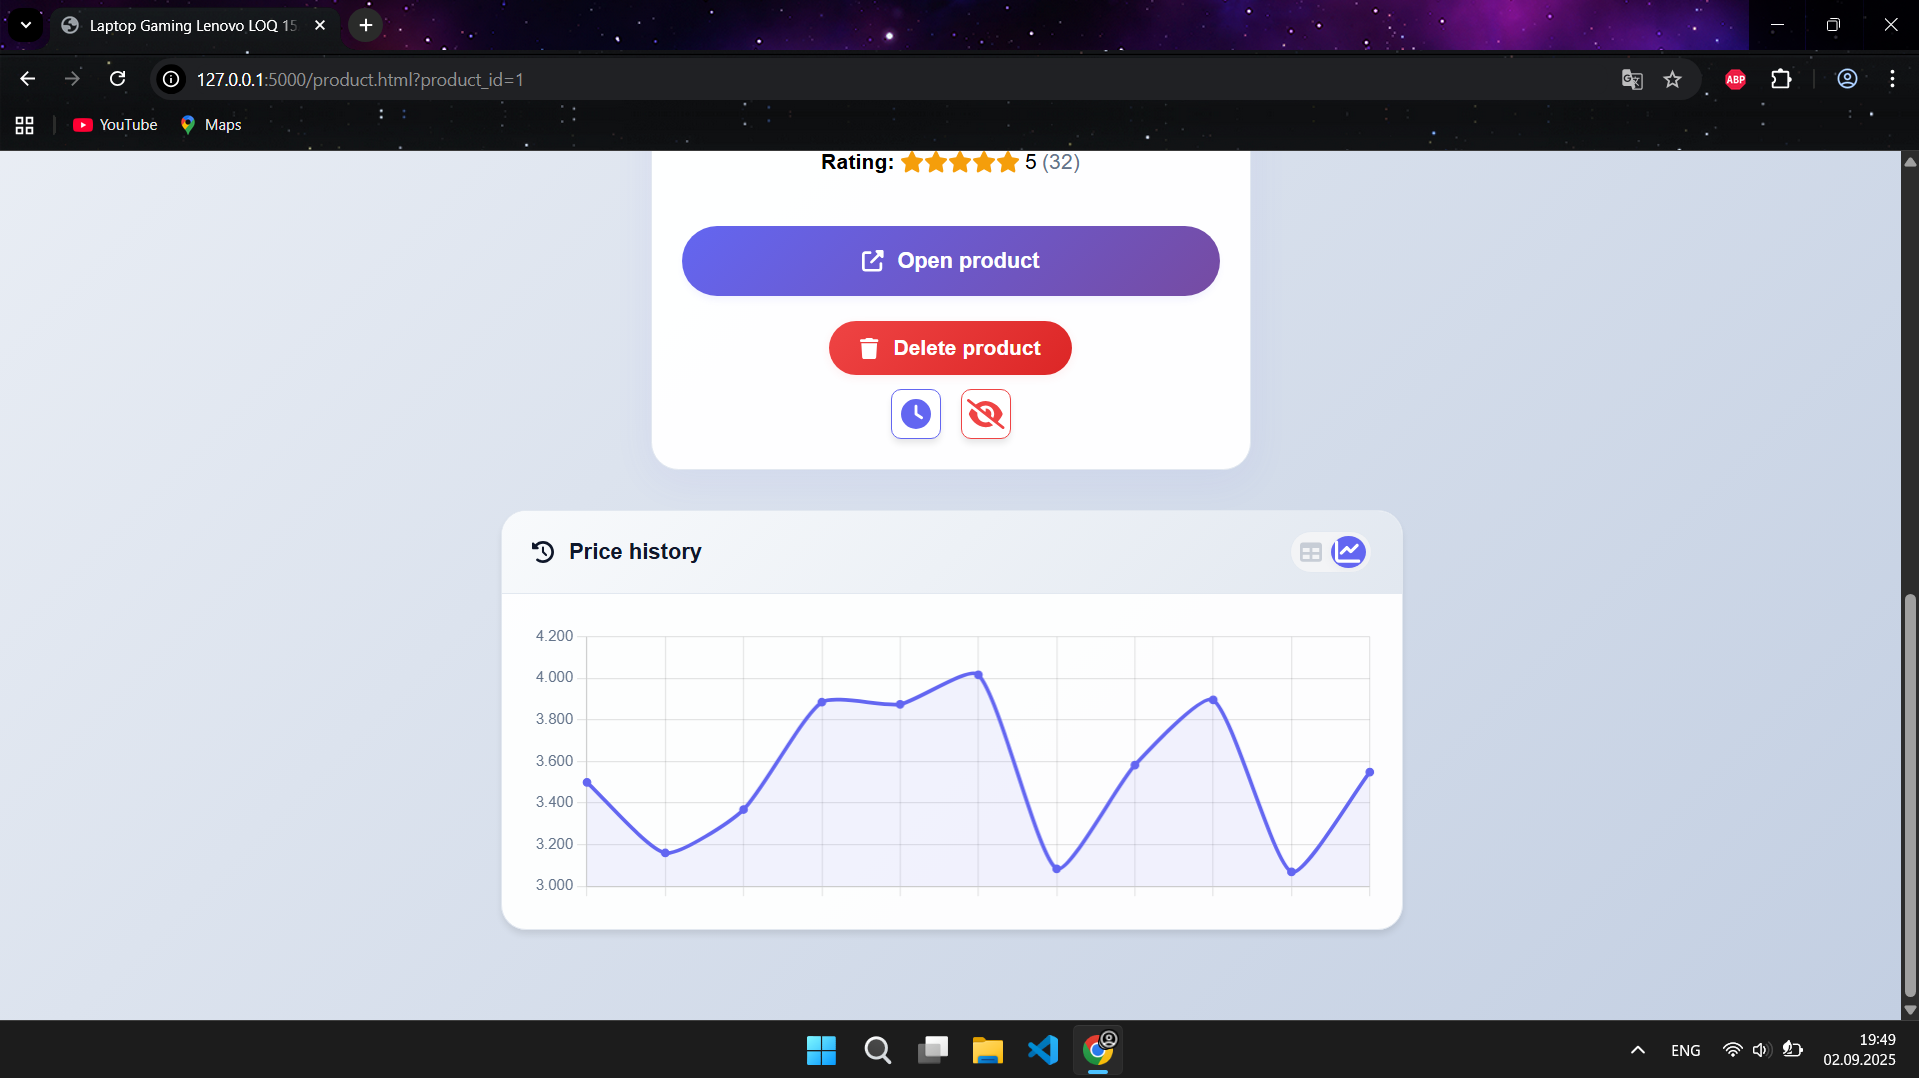 Laptop Gaming Lenovo LOQ 15
127.0.0.1:5000/product.html?product_id=1
ABP
YouTube
Maps
Rating: 5 (32)
Open product
Delete product
Price history
4.200
4.000
3.800
3.600
3.400
3.200
3.000
ENG
19:49
02.09.2025